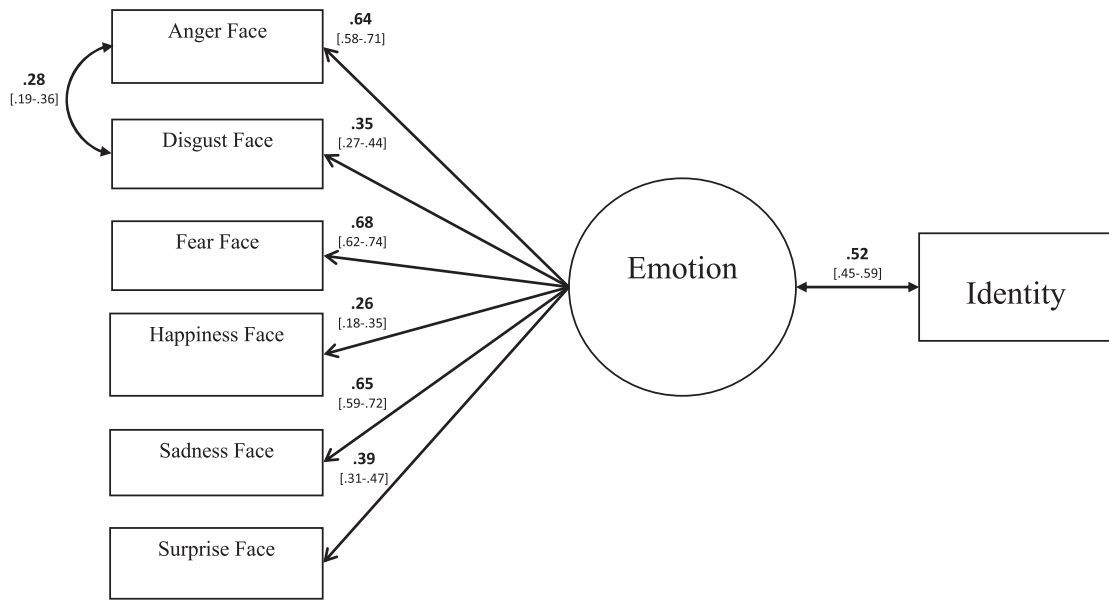 Anger Face
.64
[.58-.71]
.28
[.19-.36]
Disgust Face
.35
[.27-.44]
Fear Face
.68
[.62-.74]
Emotion
.52
[.45-.59]
Identity
Happiness Face
.26
[.18-.35]
Sadness Face
.65
[.59-.72]
Surprise Face
.39
[.31-.47]